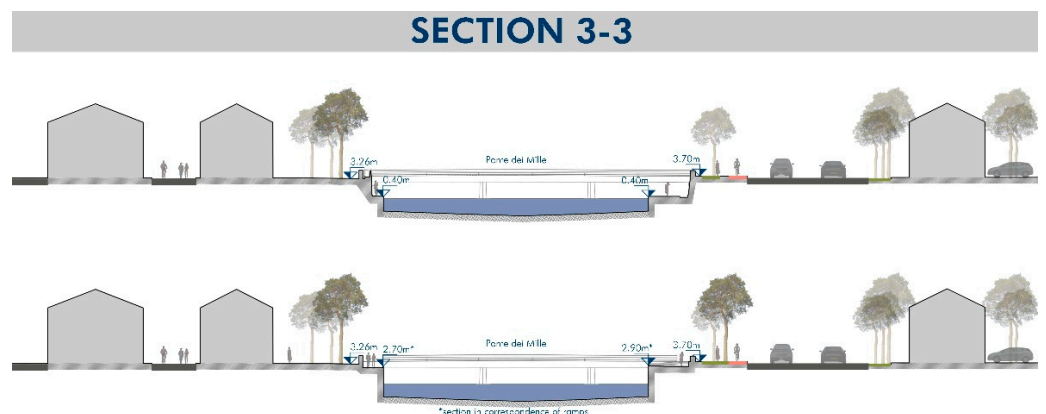 SECTION 3-3
3.26m
Ponte dei Mille
3.70m
0.40m
0.40m
3.26m
2.70m*
Ponte dei Mille
2.90m*
3.70m
*section in correspondence of ramps